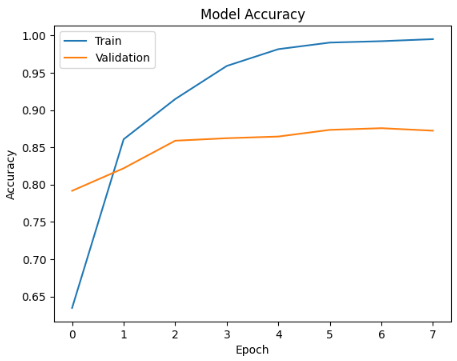 Model Accuracy
Train
Validation
Accuracy
1.00
0.95
0.90
0.85
0.80
0.75
0.70
0.65
0 1 2 3 4 5 6 7
Epoch